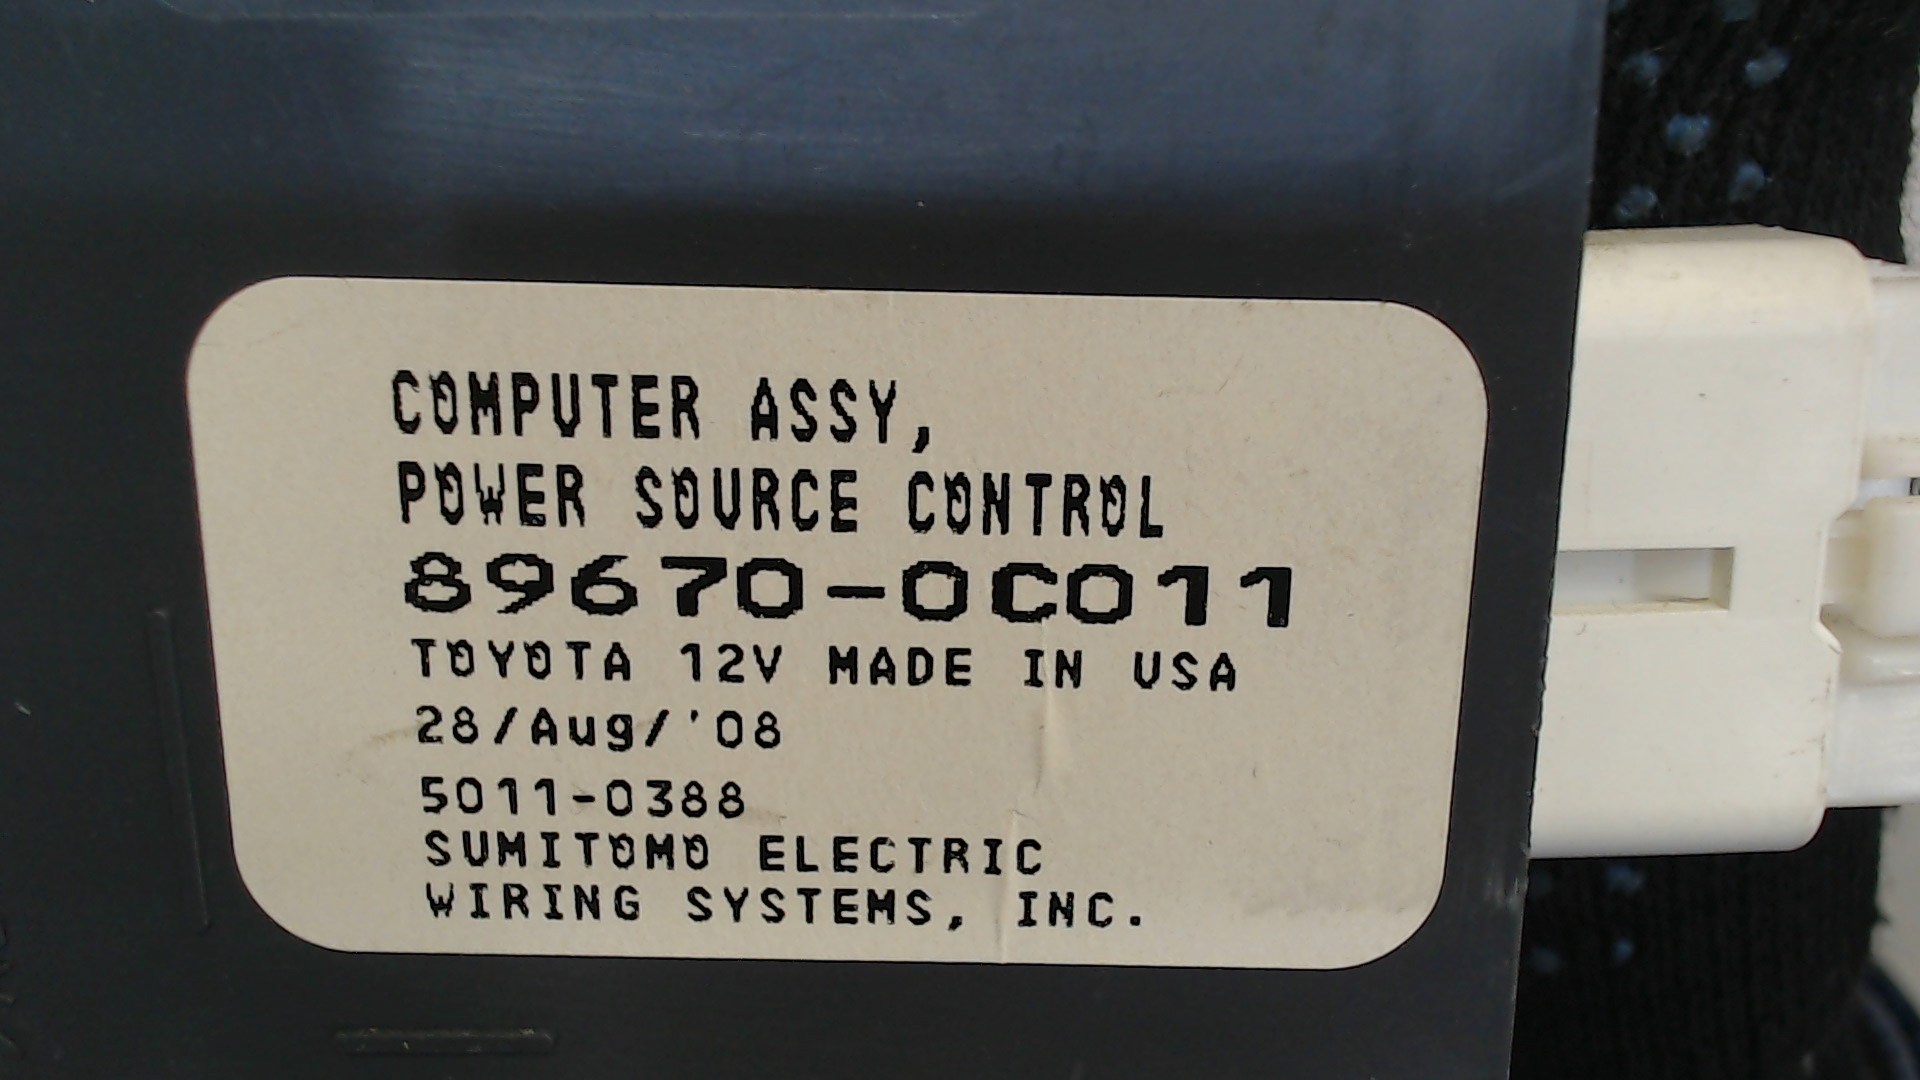 COMPUTER ASSY,
POWER SOURCE CONTROL
89670-0C011
TOYOTA 12V MADE IN USA
28/Aug/'08
5011-0388
SUMITOMO ELECTRIC
WIRING SYSTEMS, INC.